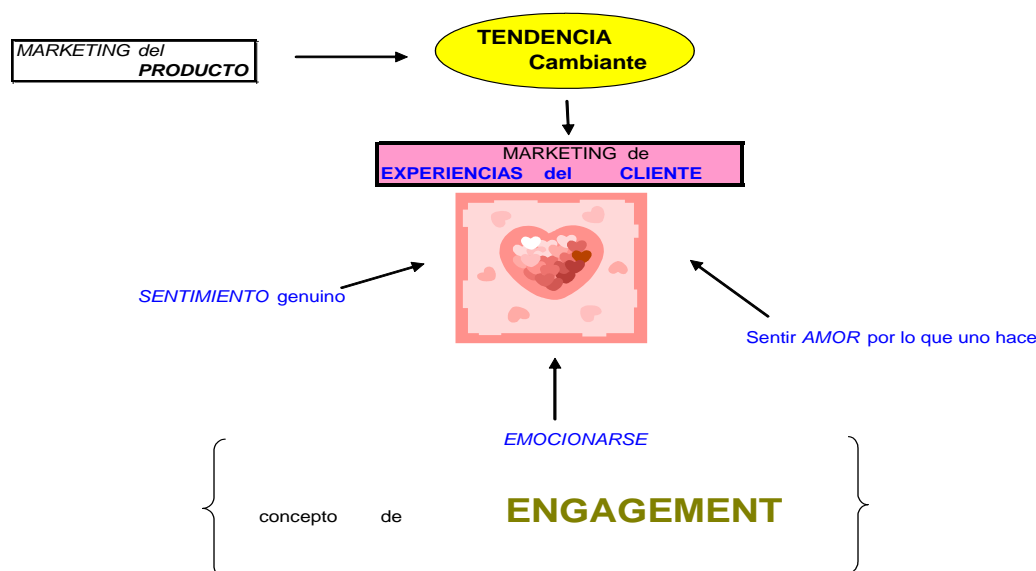 MARKETING del
PRODUCTO
TENDENCIA
Cambiante
MARKETING de
EXPERIENCIAS del CLIENTE
SENTIMIENTO genuino
Sentir AMOR por lo que uno hace
EMOCIONARSE
concepto de ENGAGEMENT